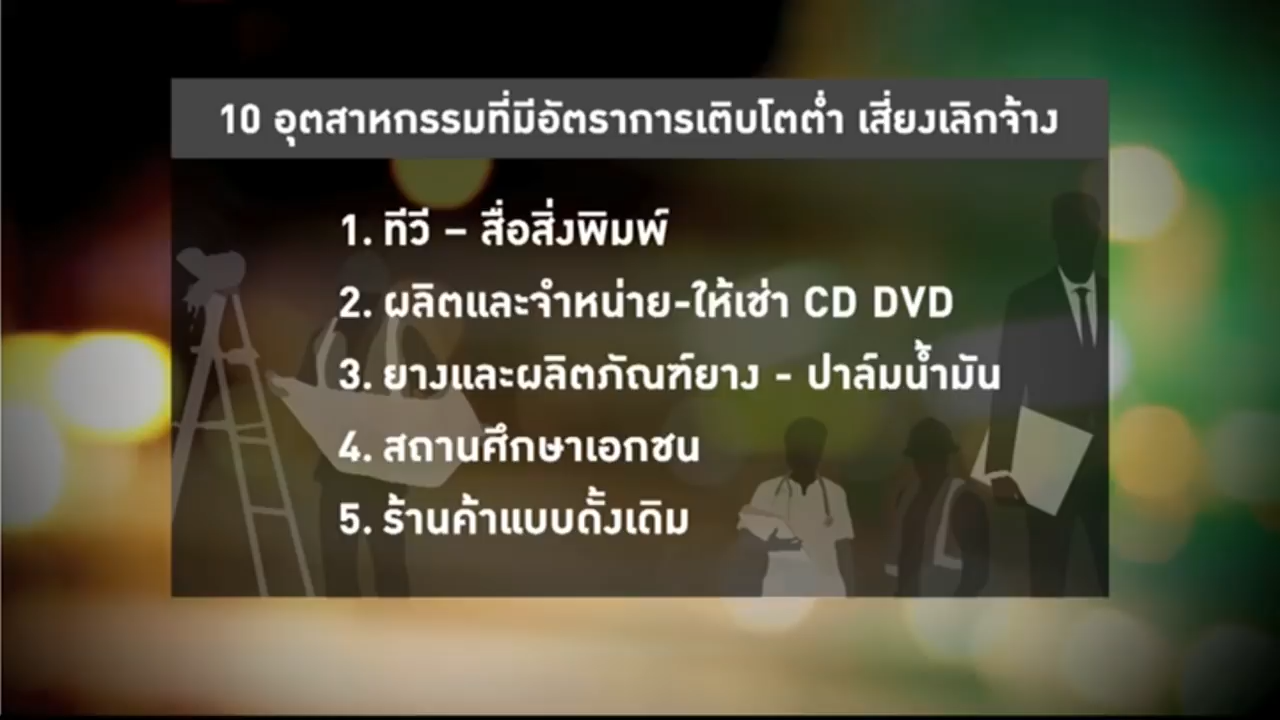 10 อุตสาหกรรมที่มีอัตราการเติบโตต่ำ เสี่ยงเลิกจ้าง
1. ทีวี – สื่อสิ่งพิมพ์
2. ผลิตและจำหน่าย-ให้เช่า CD DVD
3. ยางและผลิตภัณฑ์ยาง - ปาล์มน้ำมัน
4. สถานศึกษาเอกชน
5. ร้านค้าแบบดั้งเดิม